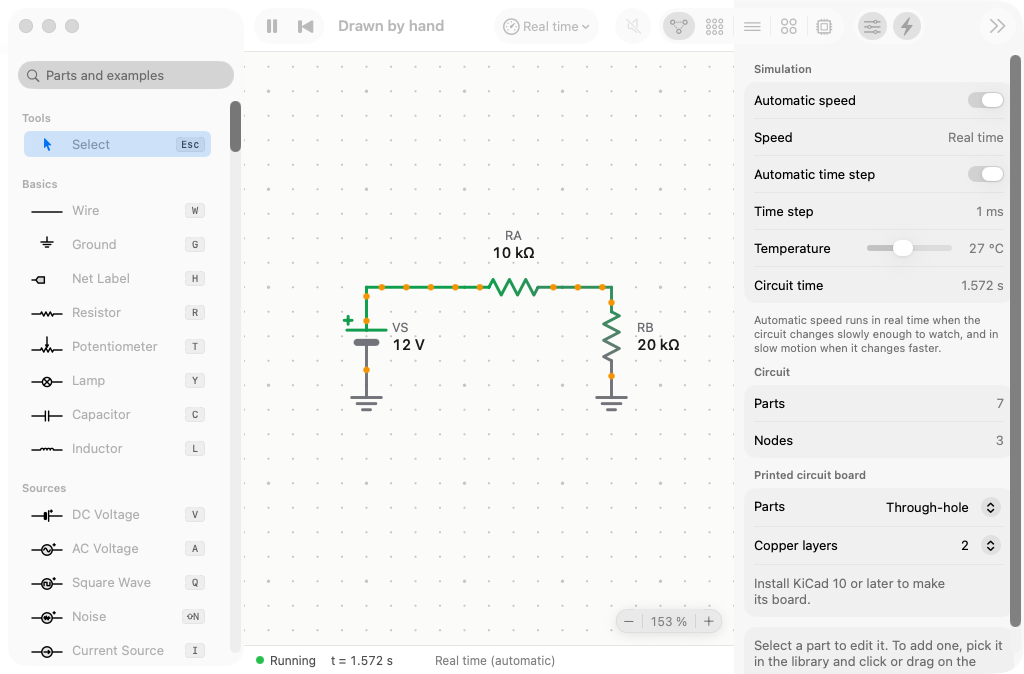 Drawn by hand
Real time
Parts and examples
Tools
Select Esc
Basics
Wire W
Ground G
Net Label H
Resistor R
Potentiometer T
Lamp Y
Capacitor C
Inductor L
Sources
DC Voltage V
AC Voltage A
Square Wave Q
Noise ⇧N
Current Source I
RA
10 kΩ
VS
12 V
RB
20 kΩ
153 %
Running t = 1.572 s Real time (automatic)
Simulation
Automatic speed
Speed Real time
Automatic time step
Time step 1 ms
Temperature 27 °C
Circuit time 1.572 s
Automatic speed runs in real time when the
circuit changes slowly enough to watch, and in
slow motion when it changes faster.
Circuit
Parts 7
Nodes 3
Printed circuit board
Parts Through-hole
Copper layers 2
Install KiCad 10 or later to make
its board.
Select a part to edit it. To add one, pick it
in the library and click or drag on the